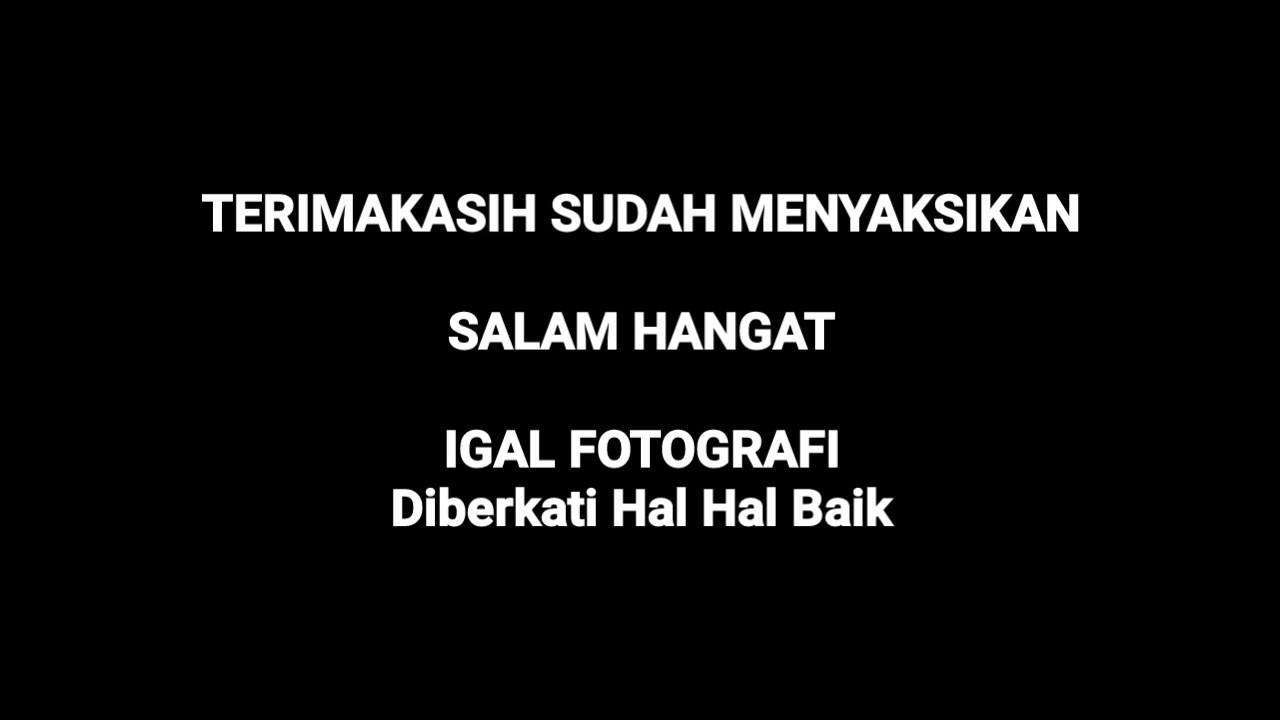 TERIMAKASIH SUDAH MENYAKSIKAN
SALAM HANGAT
IGAL FOTOGRAFI
Diberkati Hal Hal Baik